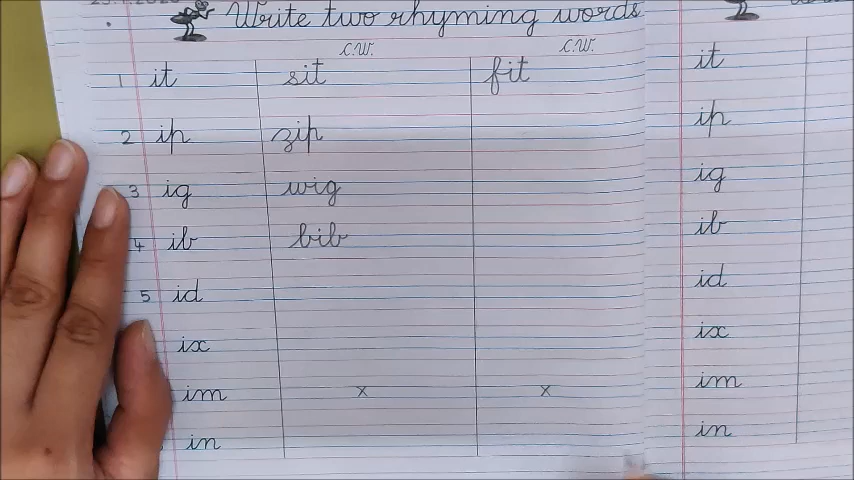 Write two rhyming words
c.w. c.w.
1 it sit fit
2 ip zip
3 ig wig
4 ib bib
5 id
ix
im x x
in
it
ip
ig
ib
id
ix
im
in